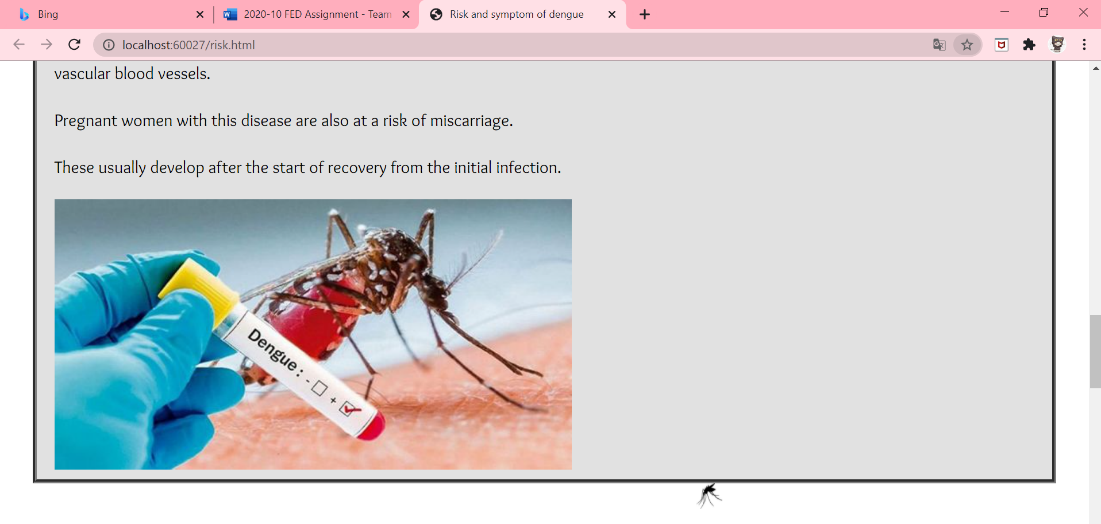 Bing
2020-10 FED Assignment - Team
Risk and symptom of dengue
localhost:60027/risk.html
vascular blood vessels.
Pregnant women with this disease are also at a risk of miscarriage.
These usually develop after the start of recovery from the initial infection.
Dengue: - 
+